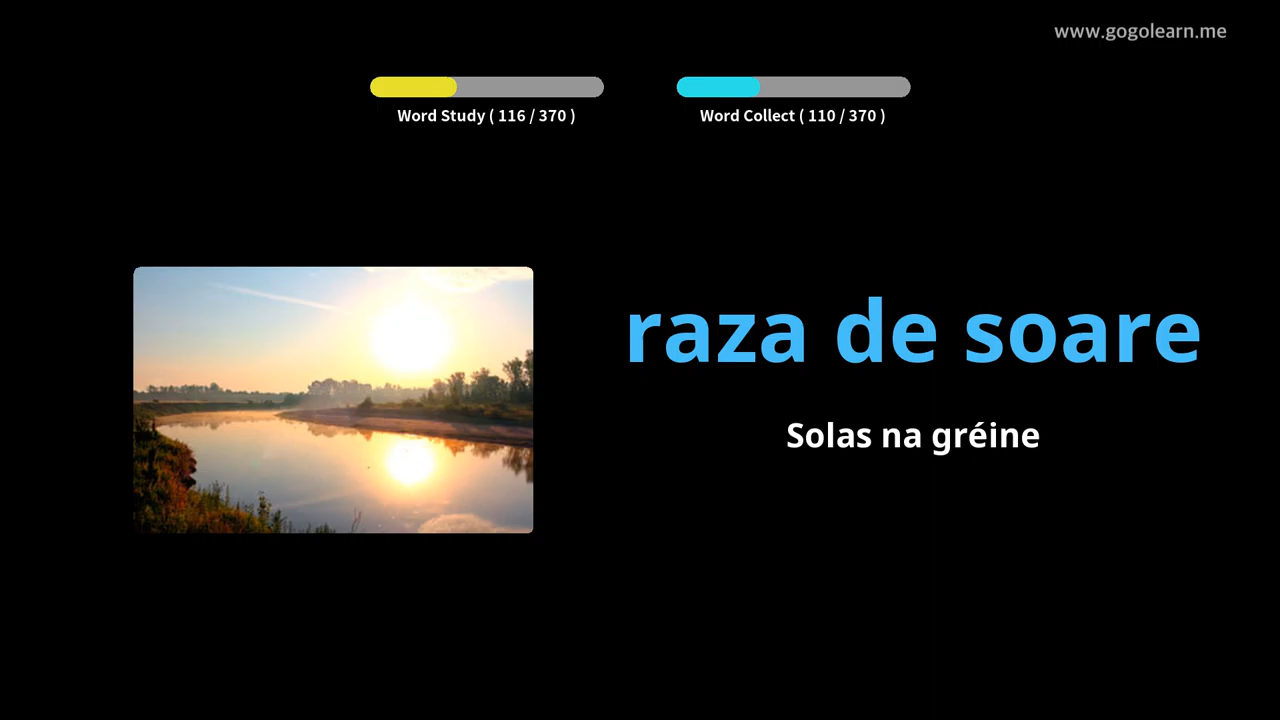 www.gogolearn.me
Word Study ( 116 / 370 )
Word Collect ( 110 / 370 )
raza de soare
Solas na gréine